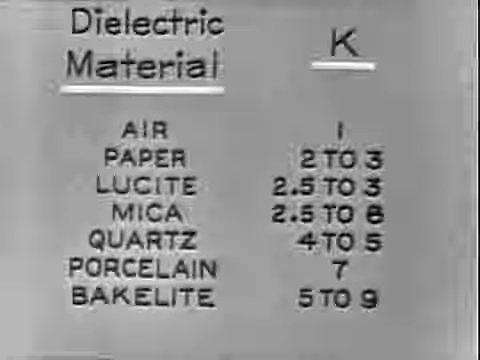 Dielectric Material K
AIR 1
PAPER 2 TO 3
LUCITE 2.5 TO 3
MICA 2.5 TO 8
QUARTZ 4 TO 5
PORCELAIN 7
BAKELITE 5 TO 9